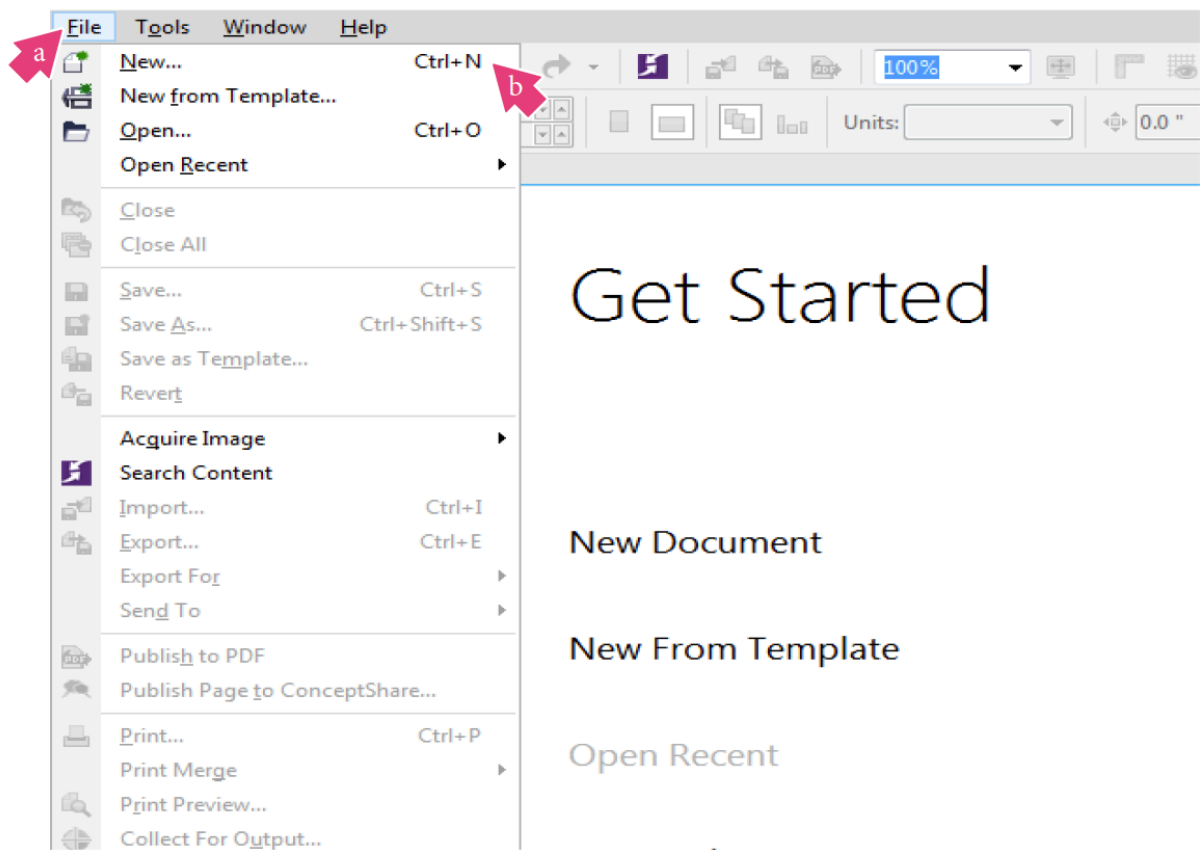 File Tools Window Help
a
New... Ctrl+N
b
100%
New from Template...
Open... Ctrl+O
Units:
0.0 "
Open Recent
Close
Close All
Save... Ctrl+S
Save As... Ctrl+Shift+S
Save as Template...
Revert
Acquire Image
Search Content
Import... Ctrl+I
Export... Ctrl+E
Export For
Send To
Publish to PDF
Publish Page to ConceptShare...
Print... Ctrl+P
Print Merge
Print Preview...
Collect For Output...
Get Started
New Document
New From Template
Open Recent